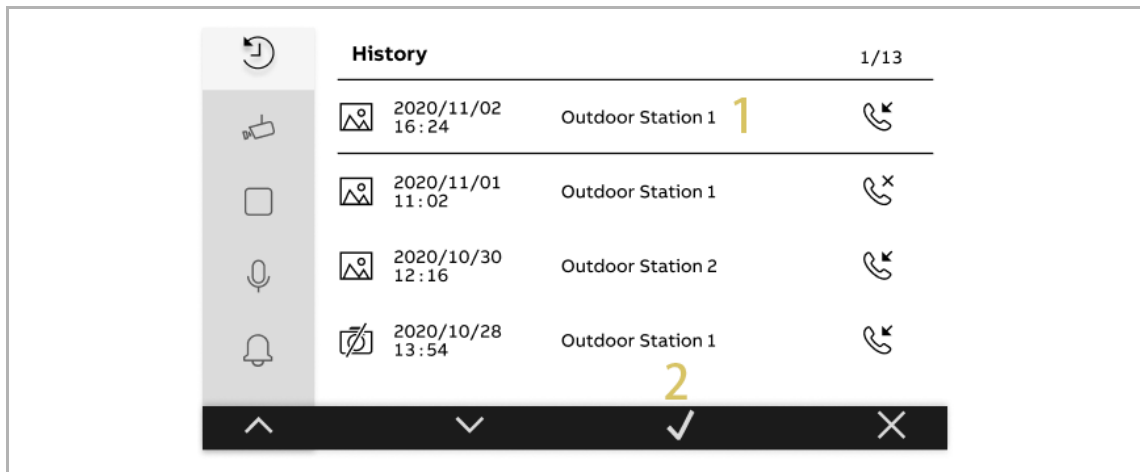 History 1/13
2020/11/02
16:24
Outdoor Station 1
1
2020/11/01
11:02
Outdoor Station 1
2020/10/30
12:16
Outdoor Station 2
2020/10/28
13:54
Outdoor Station 1
2